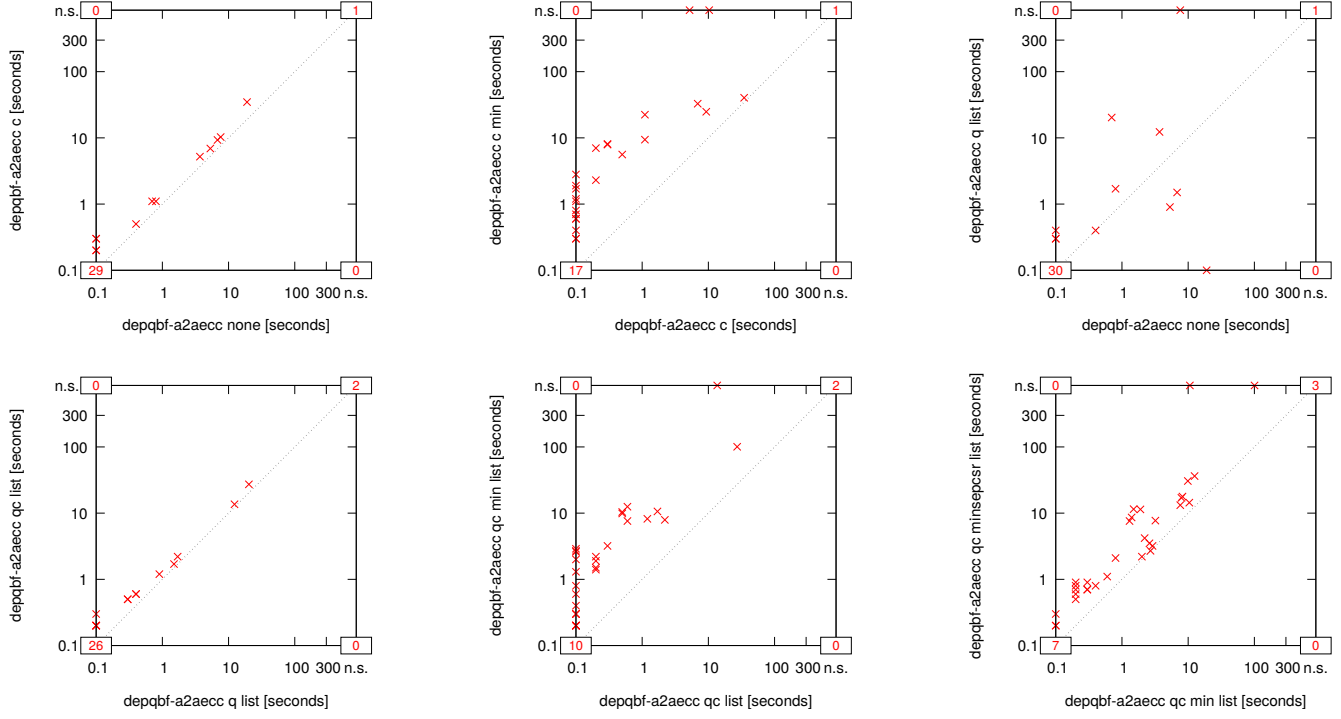 n.s. 0 1
300
100
10
1
0.1 29 0
0.1 1 10 100 300 n.s.
depqbf-a2aecc c [seconds]
depqbf-a2aecc none [seconds]
n.s. 0 1
300
100
10
1
0.1 17 0
0.1 1 10 100 300 n.s.
depqbf-a2aecc c min [seconds]
depqbf-a2aecc c [seconds]
n.s. 0 1
300
100
10
1
0.1 30 0
0.1 1 10 100 300 n.s.
depqbf-a2aecc q list [seconds]
depqbf-a2aecc none [seconds]
n.s. 0 2
300
100
10
1
0.1 26 0
0.1 1 10 100 300 n.s.
depqbf-a2aecc qc list [seconds]
depqbf-a2aecc q list [seconds]
n.s. 0 2
300
100
10
1
0.1 10 0
0.1 1 10 100 300 n.s.
depqbf-a2aecc qc min list [seconds]
depqbf-a2aecc qc list [seconds]
n.s. 0 3
300
100
10
1
0.1 7 0
0.1 1 10 100 300 n.s.
depqbf-a2aecc qc minsepcsr list [seconds]
depqbf-a2aecc qc min list [seconds]